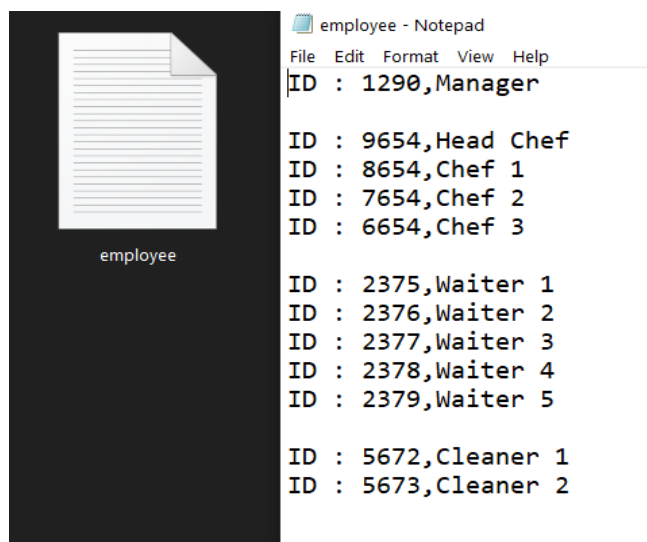 employee - Notepad
File Edit Format View Help
ID : 1290,Manager
ID : 9654,Head Chef
ID : 8654,Chef 1
ID : 7654,Chef 2
ID : 6654,Chef 3
ID : 2375,Waiter 1
ID : 2376,Waiter 2
ID : 2377,Waiter 3
ID : 2378,Waiter 4
ID : 2379,Waiter 5
ID : 5672,Cleaner 1
ID : 5673,Cleaner 2
employee